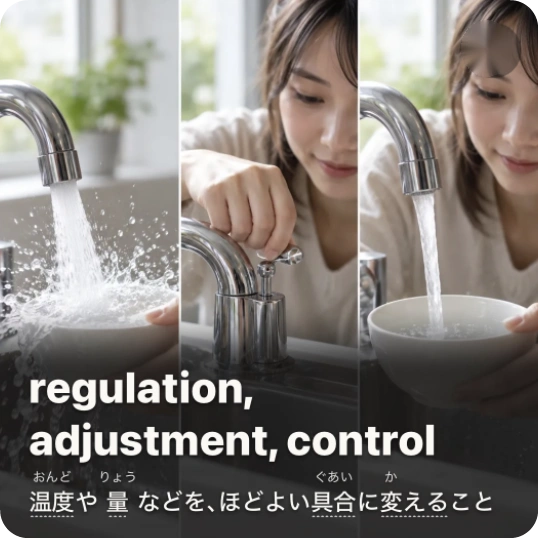 regulation,
adjustment, control
おんど りょう ぐあい か
温度や 量 などを、ほどよい具合に変えること